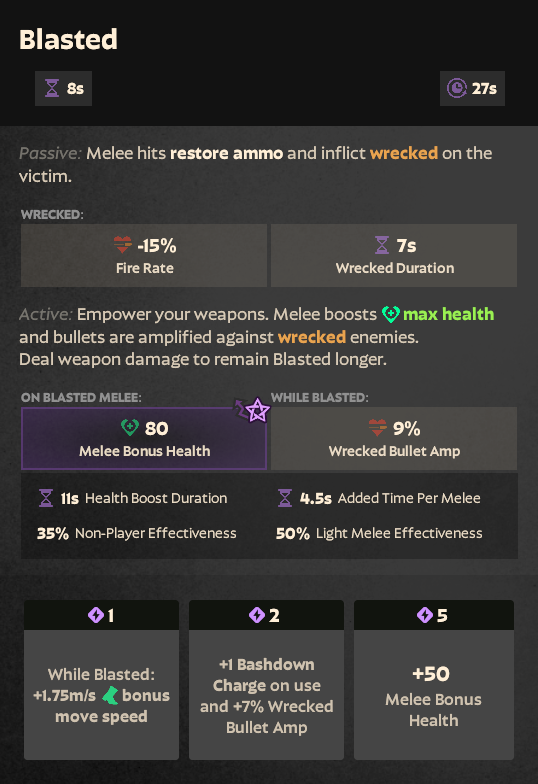 Blasted
8s
27s
Passive: Melee hits restore ammo and inflict wrecked on the
victim.
WRECKED:
-15%
Fire Rate
7s
Wrecked Duration
Active: Empower your weapons. Melee boosts max health
and bullets are amplified against wrecked enemies.
Deal weapon damage to remain Blasted longer.
ON BLASTED MELEE:
80
Melee Bonus Health
WHILE BLASTED:
9%
Wrecked Bullet Amp
11s Health Boost Duration
4.5s Added Time Per Melee
35% Non-Player Effectiveness
50% Light Melee Effectiveness
1
While Blasted:
+1.75m/s bonus
move speed
2
+1 Bashdown
Charge on use
and +7% Wrecked
Bullet Amp
5
+50
Melee Bonus
Health